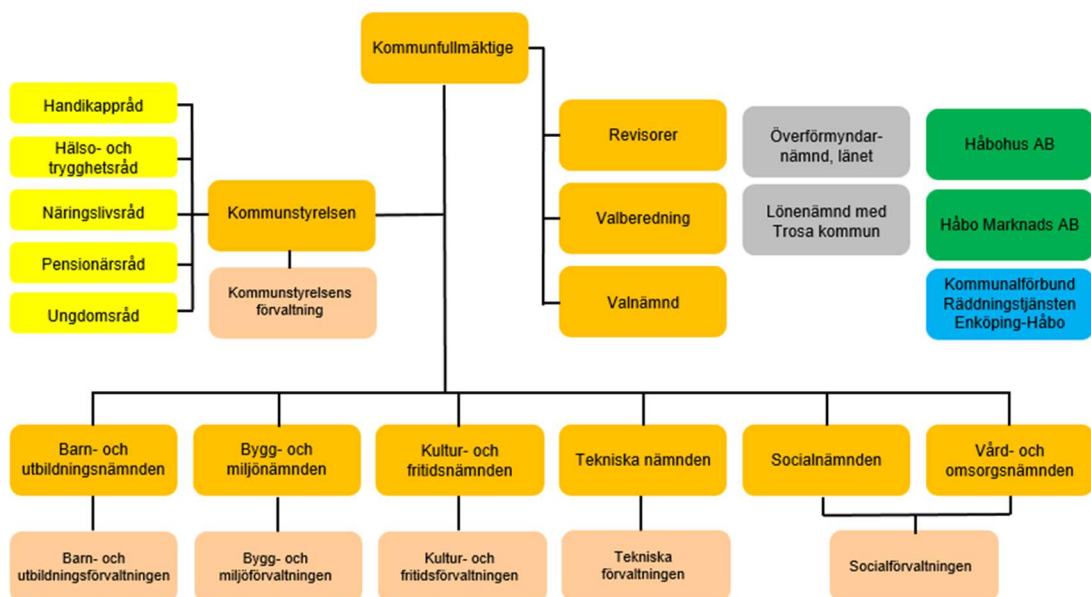 Kommunfullmäktige
Handikappråd
Hälso- och
trygghetsråd
Näringslivsråd
Pensionärsråd
Ungdomsråd
Kommunstyrelsen
Kommunstyrelsens
förvaltning
Revisorer
Valberedning
Valnämnd
Överförmyndar-
nämnd, länet
Lönenämnd med
Trosa kommun
Håbohus AB
Håbo Marknads AB
Kommunalförbund
Räddningstjänsten
Enköping-Håbo
Barn- och
utbildningsnämnden
Bygg- och
miljönämnden
Kultur- och
fritidsnämnden
Tekniska nämnden
Socialnämnden
Vård- och
omsorgsnämnden
Barn- och
utbildningsförvaltningen
Bygg- och
miljöförvaltningen
Kultur- och
fritidsförvaltningen
Tekniska
förvaltningen
Socialförvaltningen